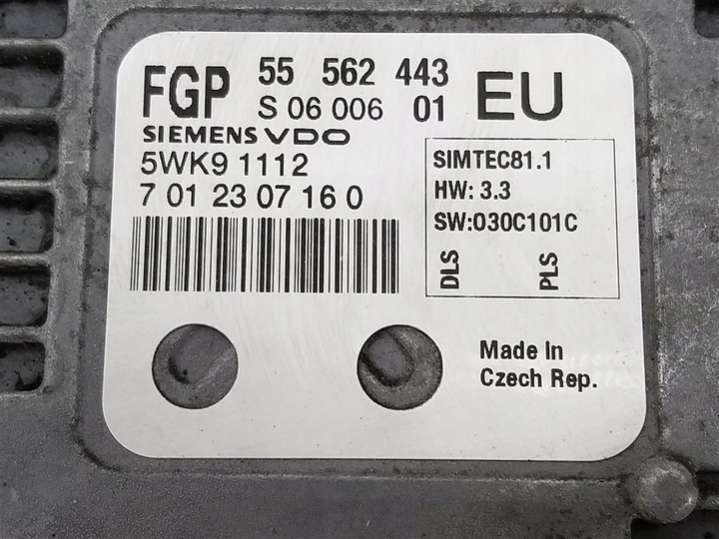 FGP 55 562 443 EU
S 06 006 01
SIEMENS VDO
5WK9 1112
7 01 23 07 16 0
SIMTEC81.1
HW: 3.3
SW:030C101C
DLS PLS
Made In
Czech Rep.